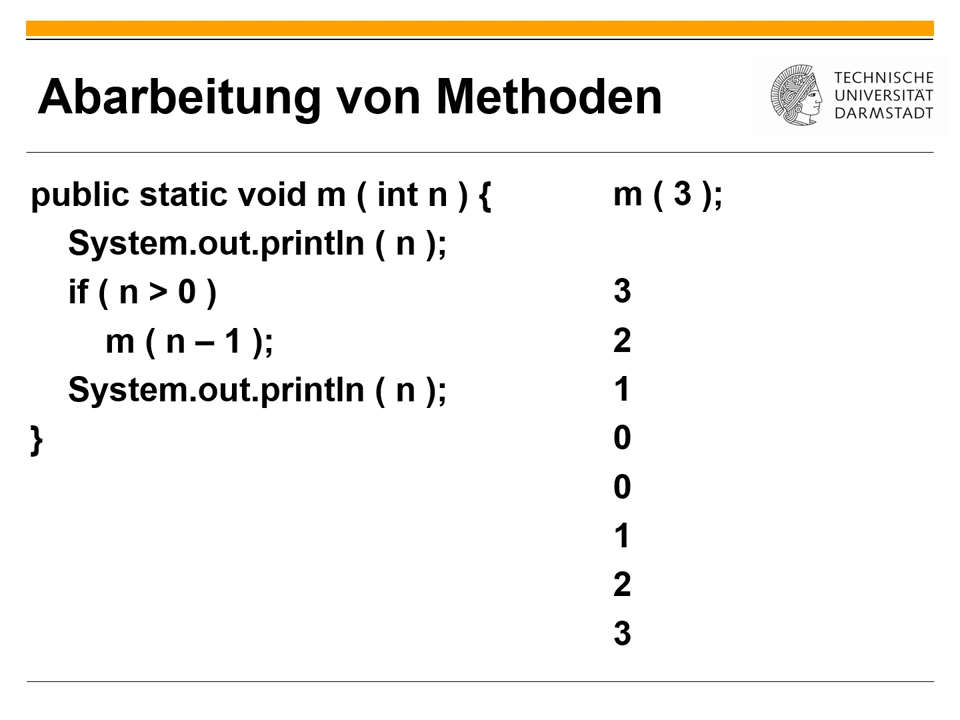 Abarbeitung von Methoden
TECHNISCHE
UNIVERSITÄT
DARMSTADT
public static void m ( int n ) {
System.out.println ( n );
if ( n > 0 )
m ( n – 1 );
System.out.println ( n );
}
m ( 3 );
3
2
1
0
0
1
2
3